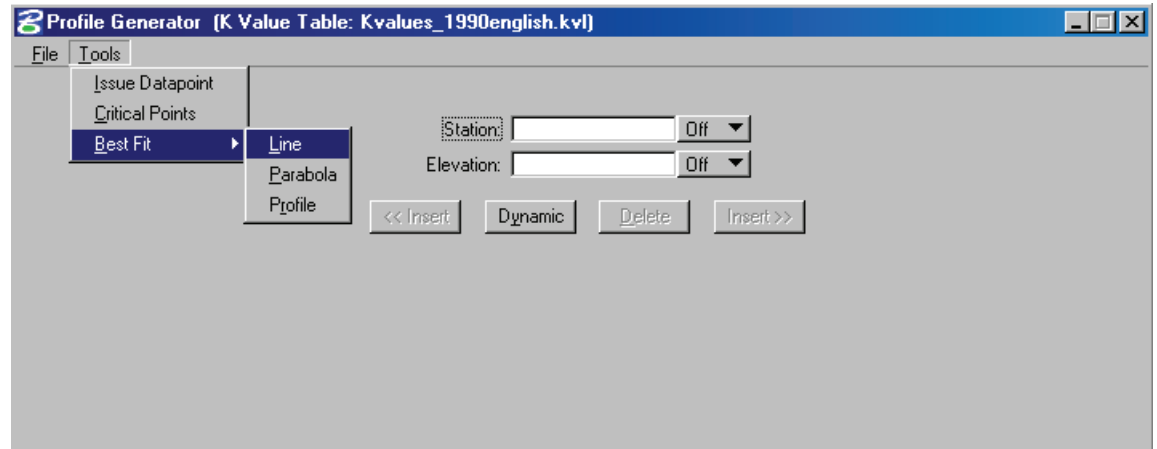 Profile Generator (K Value Table: Kvalues_1990english.kvl)
File Tools
Issue Datapoint
Critical Points
Best Fit
Line
Parabola
Profile
Station: Off
Elevation: Off
<< Insert Dynamic Delete Insert >>